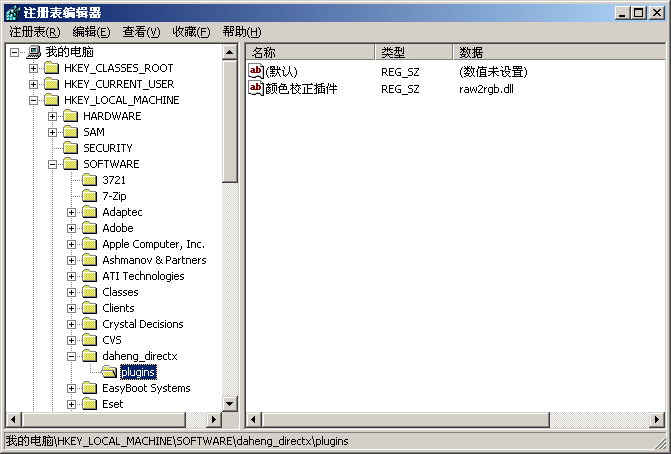 注册表编辑器
注册表(R) 编辑(E) 查看(V) 收藏(F) 帮助(H)
我的电脑
HKEY_CLASSES_ROOT
HKEY_CURRENT_USER
HKEY_LOCAL_MACHINE
HARDWARE
SAM
SECURITY
SOFTWARE
3721
7-Zip
Adaptec
Adobe
Apple Computer, Inc.
Ashmanov & Partners
ATI Technologies
Classes
Clients
Crystal Decisions
CVS
daheng_directx
plugins
EasyBoot Systems
Eset
名称 类型 数据
ab (默认) REG_SZ (数值未设置)
ab 颜色校正插件 REG_SZ raw2rgb.dll
我的电脑\HKEY_LOCAL_MACHINE\SOFTWARE\daheng_directx\plugins